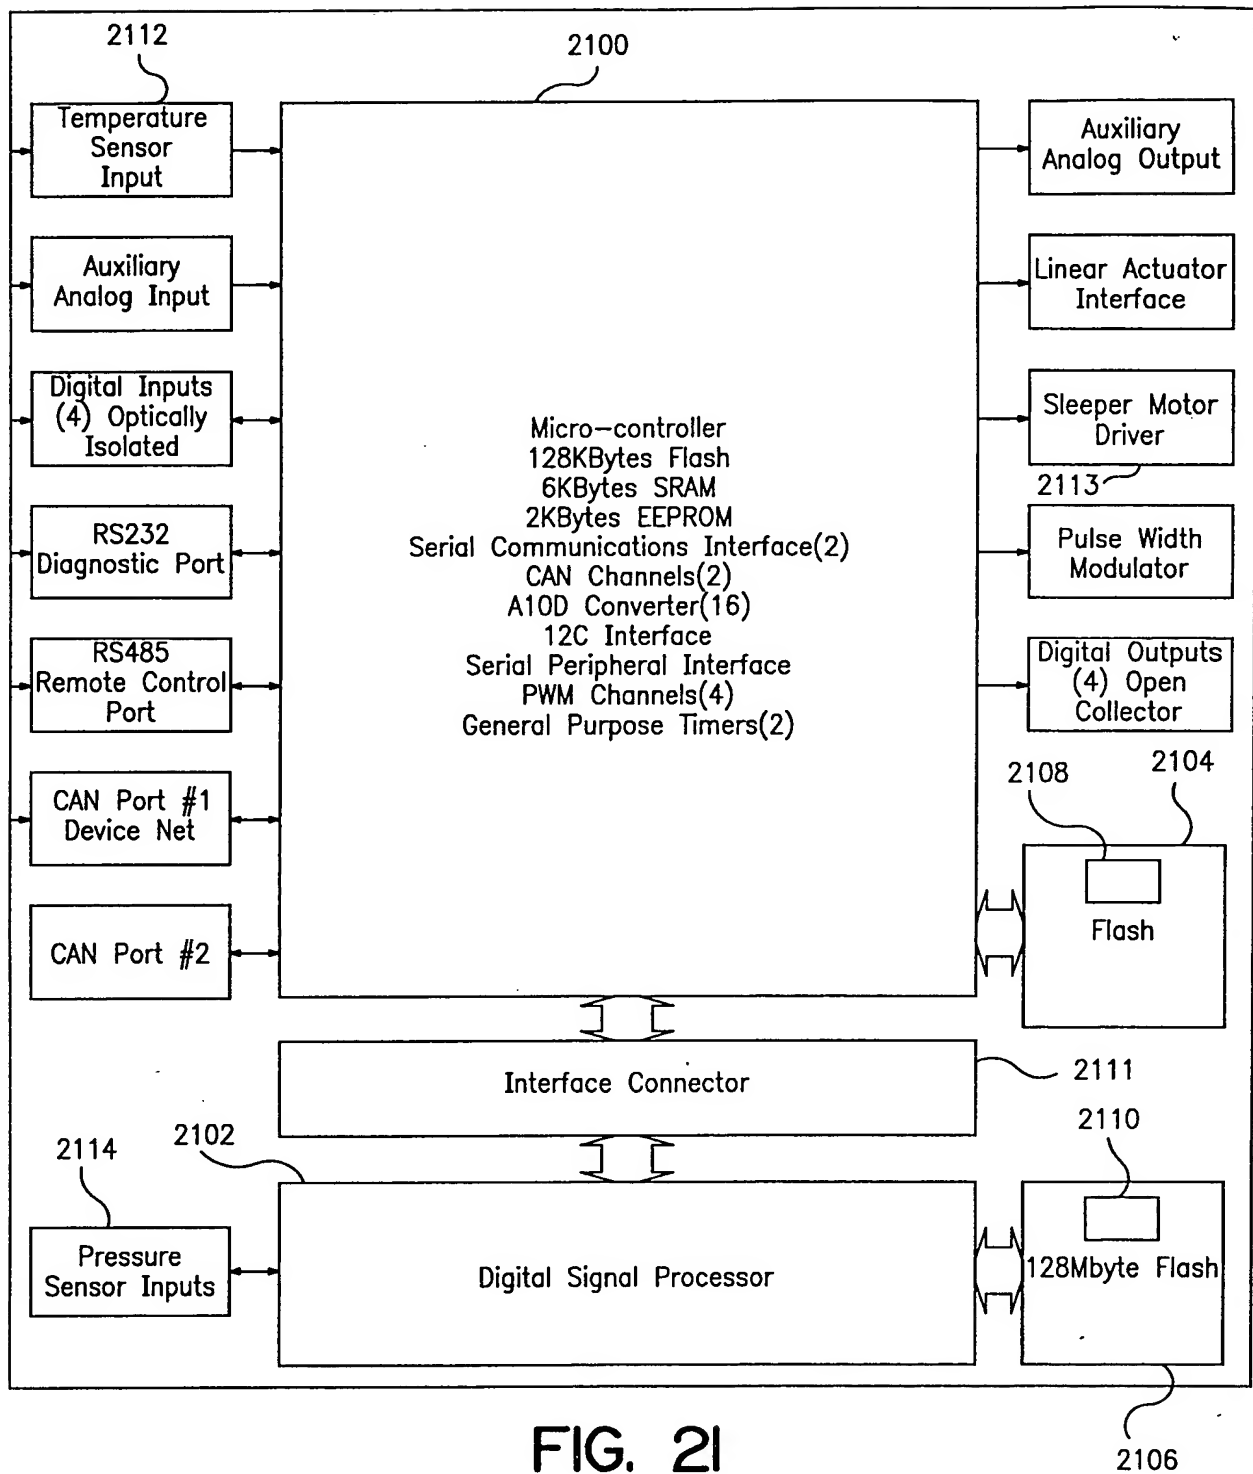 2112
2100
Temperature
Sensor
Input
Auxiliary
Analog Input
Digital Inputs
(4) Optically
Isolated
RS232
Diagnostic Port
RS485
Remote Control
Port
CAN Port #1
Device Net
CAN Port #2
Micro-controller
128KBytes Flash
6KBytes SRAM
2KBytes EEPROM
Serial Communications Interface(2)
CAN Channels(2)
A10D Converter(16)
12C Interface
Serial Peripheral Interface
PWM Channels(4)
General Purpose Timers(2)
Auxiliary
Analog Output
Linear Actuator
Interface
Sleeper Motor
Driver
2113
Pulse Width
Modulator
Digital Outputs
(4) Open
Collector
2108
2104
Flash
Interface Connector
2111
2114
2102
2110
Pressure
Sensor Inputs
Digital Signal Processor
128Mbyte Flash
2106
FIG. 21